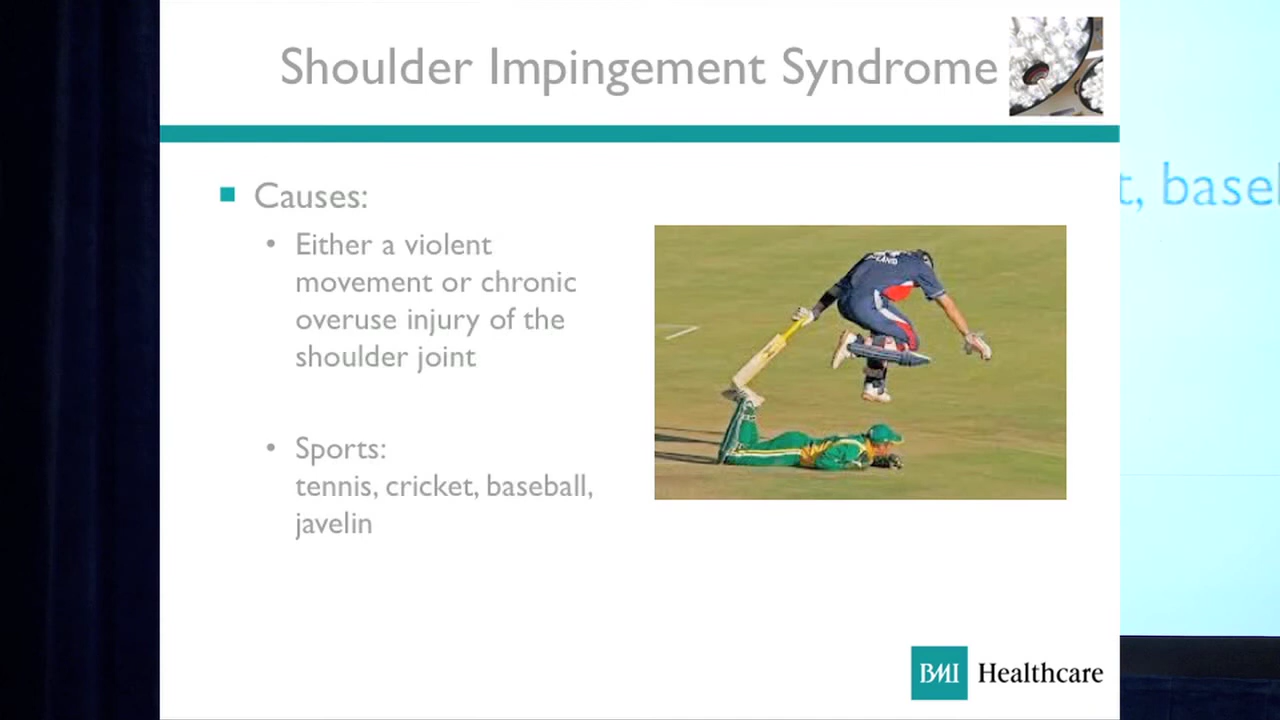 Shoulder Impingement Syndrome
Causes:
• Either a violent
movement or chronic
overuse injury of the
shoulder joint
• Sports:
tennis, cricket, baseball,
javelin
BMI Healthcare
t, basel